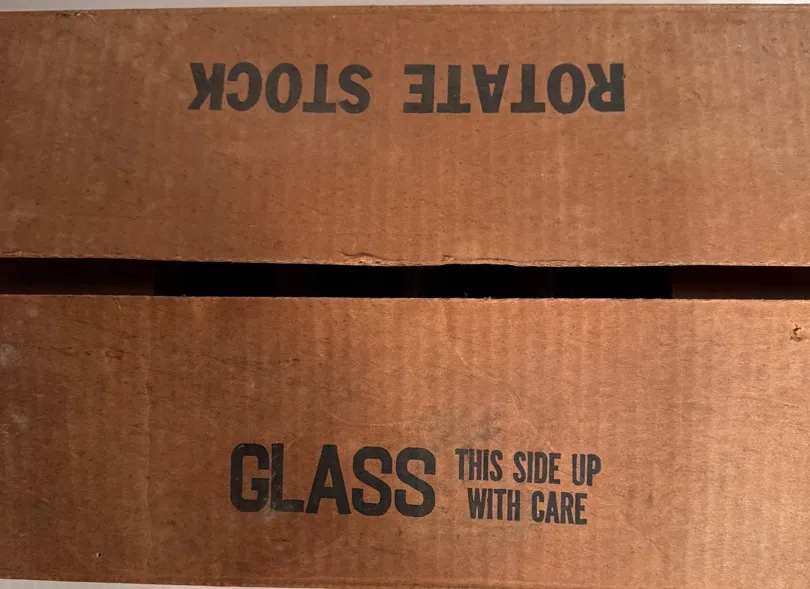 ROTATE STOCK
GLASS THIS SIDE UP
WITH CARE